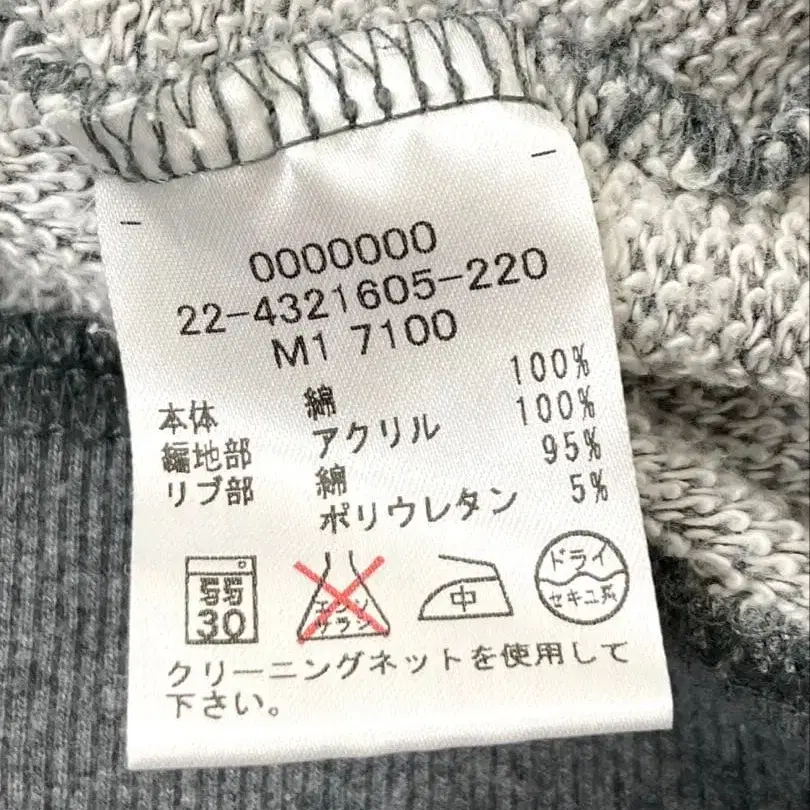 0000000
22-4321605-220
M1 7100
本体 綿 100%
編地部 アクリル 100%
リブ部 綿 95%
ポリウレタン 5%
弱 30
エンソ サラシ
中
ドライ セキユ系
クリーニングネットを使用して
下さい。